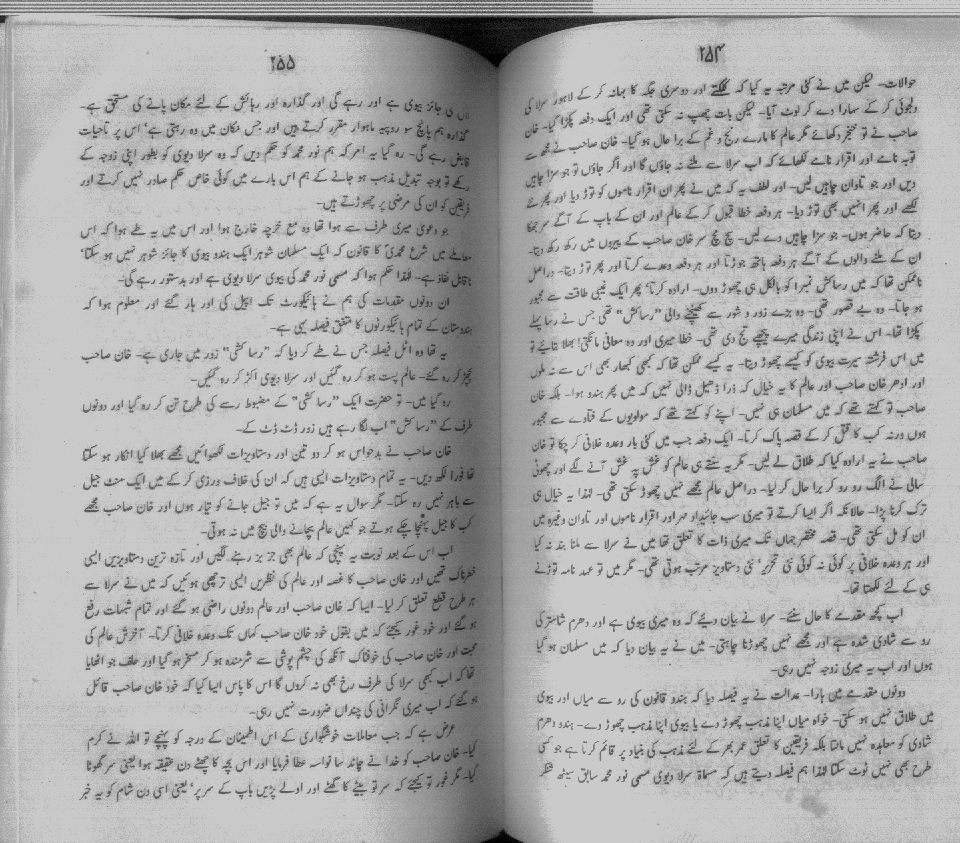 ۲۵۴
حوالات۔ لیکن میں نے کئی مرتبہ یہ کیا کہ کلکتے اور دوسری جگہ کا بہانہ کر کے لاہور سرلا کی
دلجوئی کر کے سہارا دے کر لوٹ آیا۔ لیکن بات چھپ نہ سکتی تھی اور ایک دفعہ پکڑا گیا۔ خان
صاحب نے تو خنجر دکھائے مگر عالم کا مارے رنج و غم کے برا حال ہو گیا۔ خان صاحب نے مجھ سے
توبہ نامے اور اقرار نامے لکھائے کہ اب سرلا سے ملنے نہ جاؤں گا اور اگر جاؤں تو جو سزا چاہیں
دیں اور جو تاوان چاہیں لیں۔ اور لطف یہ کہ میں نے پھر ان اقرار ناموں کو توڑ دیا اور پھر نئے
لکھے اور پھر انہیں بھی توڑ دیا۔ ہر دفعہ خطا قبول کر کے عالم اور ان کے باپ کے آگے سر جھکا
دیتا کہ حاضر ہوں۔ جو سزا چاہیں دے لیں۔ سچ مچ سر خان صاحب کے پیروں میں رکھ رکھ دیتا۔
ان کے ملنے والوں کے آگے ہر دفعہ ہاتھ جوڑتا اور ہر دفعہ وعدے کرتا اور پھر توڑ دیتا۔ دراصل
ناممکن تھا کہ میں رسا کش نمبر۱ کو بالکل ہی چھوڑ دوں۔ ارادہ کرتا، پھر ایک غیبی طاقت سے مجبور
ہو جاتا۔ وہ بے قصور تھی۔ وہ بڑے زور و شور سے کھینچنے والی "رسا کش" تھی جس نے رسا پہلے
پکڑا تھا۔ اس نے اپنی زندگی میرے پیچھے تج دی تھی۔ خطا میری اور وہ معافی مانگتی! بھلا بتائیے تو
میں اس فرشتہ سیرت بیوی کو کیسے چھوڑ دیتا۔ یہ کیسے ممکن تھا کہ کبھی کبھار بھی اس سے نہ ملوں
اور ادھر خان صاحب اور عالم کا یہ خیال کہ ذرا ڈھیل ڈالی نہیں کہ میں پھر ہندو ہوا۔ بلکہ خان
صاحب تو کہتے تھے کہ میں مسلمان ہی نہیں۔ اپنے کو کہتے تھے کہ مولویوں کے فتاوے سے مجبور
ہوں ورنہ کب کا قتل کر کے قصہ پاک کرتا۔ ایک دفعہ جب میں کئی بار وعدہ خلافی کر چکا تو خان
صاحب نے یہ ارادہ کیا کہ طلاق لے لیں۔ مگر یہ سنتے ہی عالم کو غش پہ غش آنے لگے اور چھوٹی
سالی نے الگ رو رو کر برا حال کر لیا۔ دراصل عالم مجھے نہیں چھوڑ سکتی تھی۔ لہٰذا یہ خیال ہی
ترک کرنا پڑا۔ حالانکہ اگر ایسا کرتے تو میری سب جائیداد مہر اور اقرار ناموں اور تاوان وغیرہ میں
ان کو مل سکتی تھی۔ قصہ مختصر جہاں تک میری ذات کا تعلق تھا میں نے سرلا سے ملنا بند نہ کیا
اور ہر وعدہ خلافی پر کوئی نہ کوئی نئی تحریر، نئی دستاویز مرتب ہوتی تھی۔ مگر میں تو عہد نامہ توڑنے
ہی کے لئے لکھتا تھا۔
اب کچھ مقدمے کا حال سنئے۔ سرلا نے بیان دیئے کہ وہ میری بیوی ہے اور دھرم شاستر کی
رو سے شادی شدہ ہے اور مجھے نہیں چھوڑنا چاہتی۔ میں نے یہ بیان دیا کہ میں مسلمان ہو گیا
ہوں اور اب یہ میری زوجہ نہیں رہی۔
دونوں مقدمے میں ہارا۔ عدالت نے یہ فیصلہ دیا کہ ہندو قانون کی رو سے میاں اور بیوی
میں طلاق نہیں ہو سکتی۔ خواہ میاں اپنا مذہب چھوڑ دے یا بیوی اپنا مذہب چھوڑ دے۔ ہندو دھرم
شادی کو معاہدہ نہیں مانتا بلکہ فریقین کا تعلق عمر بھر کے لئے مذہب کی بنیاد پر قائم کرتا ہے جو کسی
طرح بھی نہیں ٹوٹ سکتا لہٰذا ہم فیصلہ دیتے ہیں کہ مسماۃ سرلا دیوی مسمی نور محمد سابق سیٹھ شنکر
۲۵۵
کی جائز بیوی ہے اور رہے گی اور گذارہ اور رہائش کے لئے مکان پانے کی مستحق ہے۔
گذارہ ہم پانچ سو روپیہ ماہوار مقرر کرتے ہیں اور جس مکان میں وہ رہتی ہے، اس پر تاحیات
قابض رہے گی۔ رہ گیا یہ امر کہ ہم نور محمد کو حکم دیں کہ وہ سرلا دیوی کو بطور اپنی زوجہ کے
رکھے تو بوجہ تبدیل مذہب ہو جانے کے ہم اس بارے میں کوئی خاص حکم صادر نہیں کرتے اور
فریقین کو ان کی مرضی پر چھوڑتے ہیں۔
جو دعویٰ میری طرف سے ہوا تھا وہ مع خرچہ خارج ہوا اور اس میں یہ طے ہوا کہ اس
معاملے میں شرع محمدیؐ کا قانون کہ ایک مسلمان شوہر ایک ہندو بیوی کا جائز شوہر نہیں ہو سکتا،
ناقابل نفاذ ہے۔ لہٰذا حکم ہوا کہ مسمی نور محمد کی بیوی سرلا دیوی ہے اور بدستور رہے گی۔
ان دونوں مقدمات کی ہم نے ہائیکورٹ تک اپیل کی اور ہار گئے اور معلوم ہوا کہ
ہندوستان کے تمام ہائیکورٹوں کا متفق فیصلہ یہی ہے۔
یہ تھا وہ اٹل فیصلہ جس نے طے کر دیا کہ "رسا کشی" زور میں جاری ہے۔ خان صاحب
چیخ کر رہ گئے۔ عالم پست ہو کر رہ گئیں اور سرلا دیوی اکڑ کر رہ گئیں۔
رہ گیا میں۔ تو حضرت ایک "رسا کشی" کے مضبوط رسے کی طرح تن کر رہ گیا اور دونوں
طرف کے "رسا کش" اب لگا رہے ہیں زور ڈٹ ڈٹ کے۔
خان صاحب نے بدحواس ہو کر دو تین اور دستاویزات لکھوائیں مجھے بھلا کیا انکار ہو سکتا
تھا فوراً لکھ دیں۔ یہ تمام دستاویزات ایسی ہیں کہ ان کی خلاف ورزی کر کے میں ایک منٹ جیل
سے باہر نہیں رہ سکتا۔ مگر سوال یہ ہے کہ میں تو جیل جانے کو تیار ہوں اور خان صاحب مجھے
کب کا جیل پہنچا چکے ہوتے جو کہیں عالم بچانے والی بیچ میں نہ ہوتی۔
اب اس کے بعد نوبت یہ پہنچی کہ عالم بھی جز بز رہنے لگیں اور تازہ ترین دستاویزیں ایسی
خطرناک تھیں اور خان صاحب کا غصہ اور عالم کی نظریں ایسی ترچھی ہوئیں کہ میں نے سرلا سے
ہر طرح قطع تعلق کر لیا۔ ایسا کہ خان صاحب اور عالم دونوں راضی ہو گئے اور تمام شبہات رفع
ہو گئے اور خود غور کیجئے کہ میں بقول خود خان صاحب کہاں تک وعدہ خلافی کرتا۔ آخرش عالم کی
محبت اور خان صاحب کی خوفناک آنکھ کی چشم پوشی سے شرمندہ ہو کر مسخر ہو گیا اور حلف جو اٹھایا
تھا کہ اب کبھی سرلا کی طرف رخ بھی نہ کروں گا اس کا پاس ایسا کیا کہ خود خان صاحب قائل
ہو گئے کہ اب میری نگرانی کی چنداں ضرورت نہیں رہی۔
عرض ہے کہ جب معاملات خوشگواری کے اس اطمینان کے درجہ کو پہنچے تو اللہ نے کرم
کیا۔ خان صاحب کو خدا نے چاند سا نواسہ عطا فرمایا اور اس بچہ کا چھٹے دن عقیقہ ہوا یعنی سر گھونٹا
گیا۔ مگر غور تو کیجئے کہ سر تو بیٹے کا گھٹے اور اولے پڑیں باپ کے سر پر، یعنی اسی دن شام کو یہ خبر